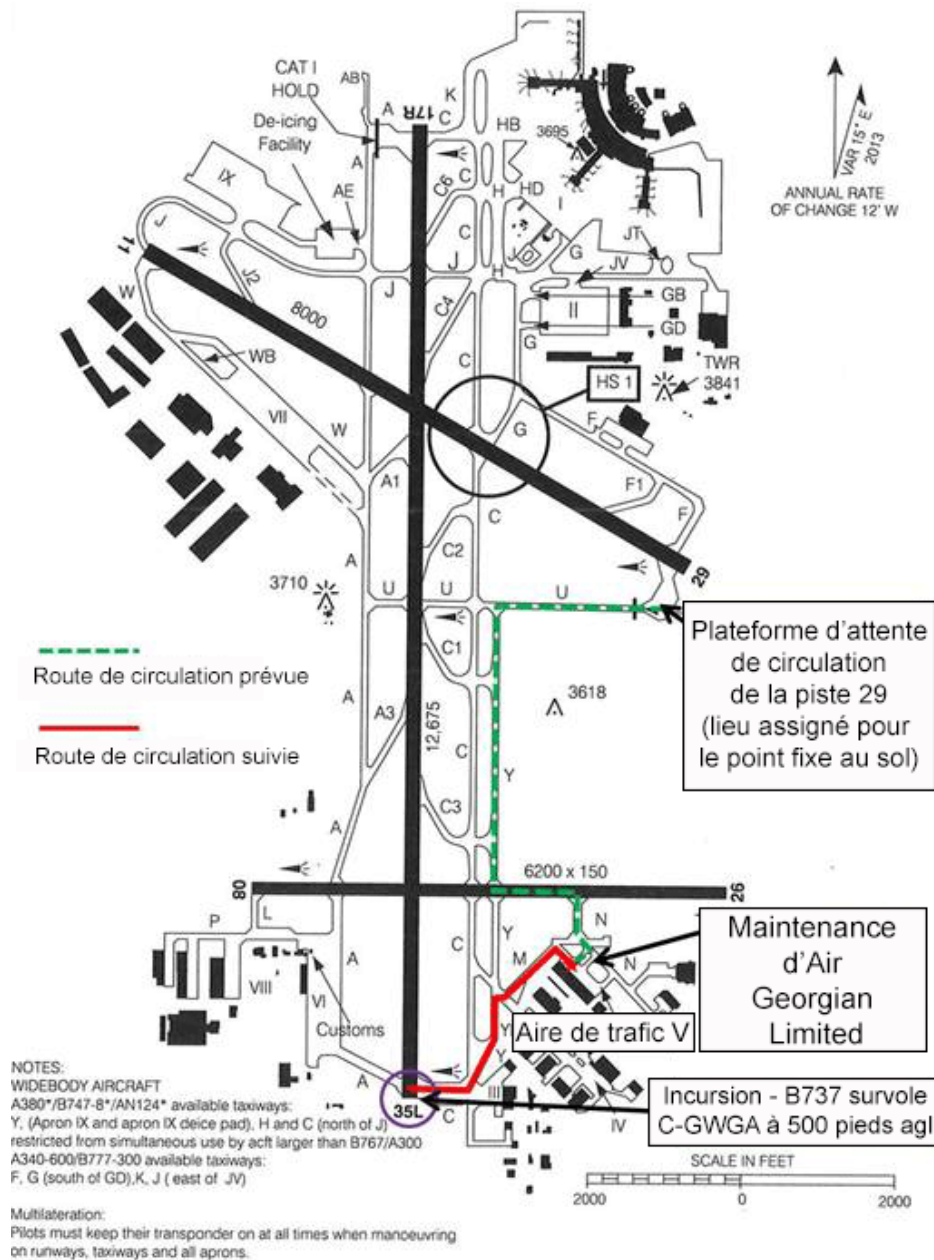 CAT I
HOLD
De-icing
Facility
AB
A
17R
K
C
HB
3695
VAR 15° E
2013
ANNUAL RATE
OF CHANGE 12' W
IX
AE
A
C6
C
H
HD
I
J
11
J2
J
J
J
H
G
JT
JV
W
8000
C4
II
GB
GD
G
WB
C
TWR
3841
HS 1
VII
W
A
G
F
A1
F1
F
C
C2
29
3710
A
U
U
U
C1
Plateforme d'attente
de circulation
de la piste 29
(lieu assigné pour
le point fixe au sol)
Route de circulation prévue
3618
A
A3
12,675
C
Y
Route de circulation suivie
C3
A
6200 x 150
08
26
L
P
N
Y
M
N
C
A
Maintenance
d'Air
Georgian
Limited
VIII
VI
Customs
Y
Y
Aire de trafic V
A
III
35L
C
IV
Incursion - B737 survole
C-GWGA à 500 pieds agl
NOTES:
WIDEBODY AIRCRAFT
A380*/B747-8*/AN124* available taxiways:
Y, (Apron IX and apron IX deice pad), H and C (north of J)
restricted from simultaneous use by acft larger than B767/A300
A340-600/B777-300 available taxiways:
F, G (south of GD),K, J ( east of JV)
SCALE IN FEET
2000
0
2000
Multilateration:
Pilots must keep their transponder on at all times when manoeuvring
on runways, taxiways and all aprons.